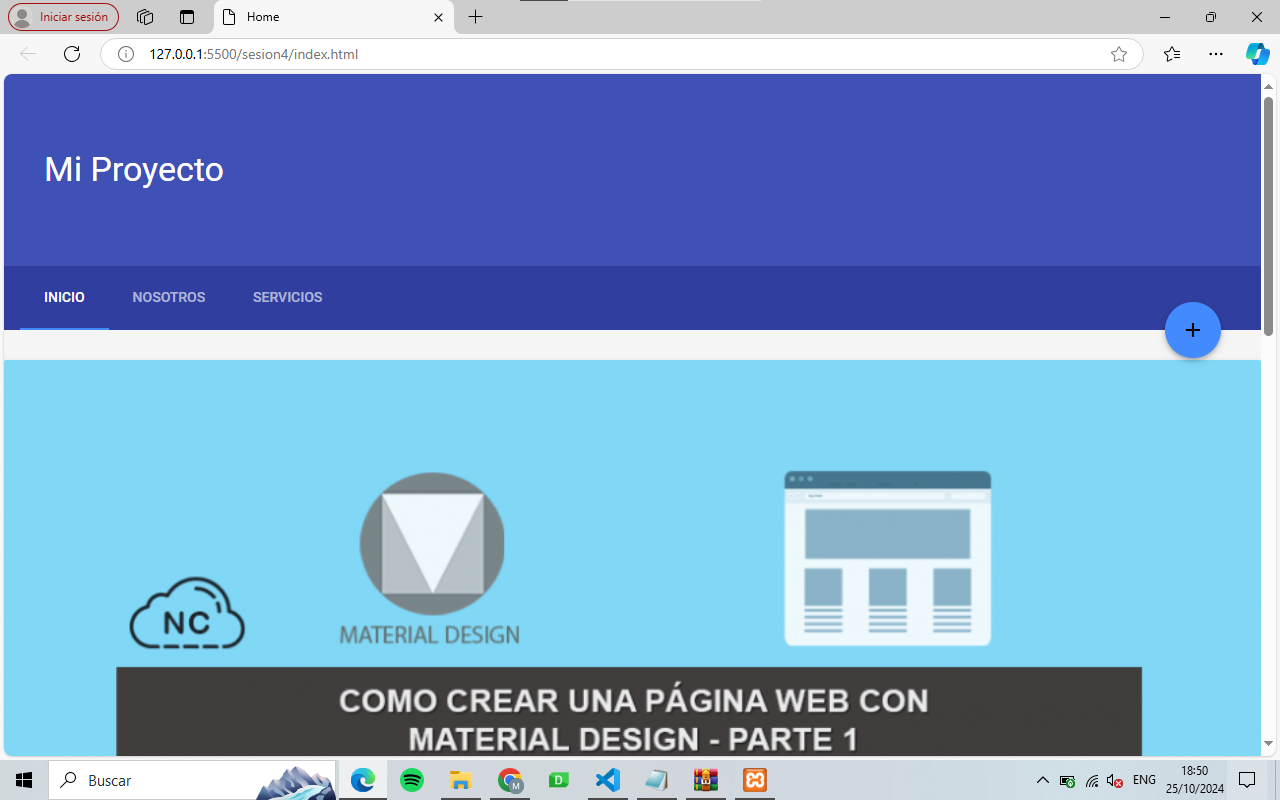 Iniciar sesión
Home
127.0.0.1:5500/sesion4/index.html
Mi Proyecto
INICIO NOSOTROS SERVICIOS
NC
MATERIAL DESIGN
COMO CREAR UNA PÁGINA WEB CON
MATERIAL DESIGN - PARTE 1
Buscar
M
D
ENG
18:50
25/10/2024